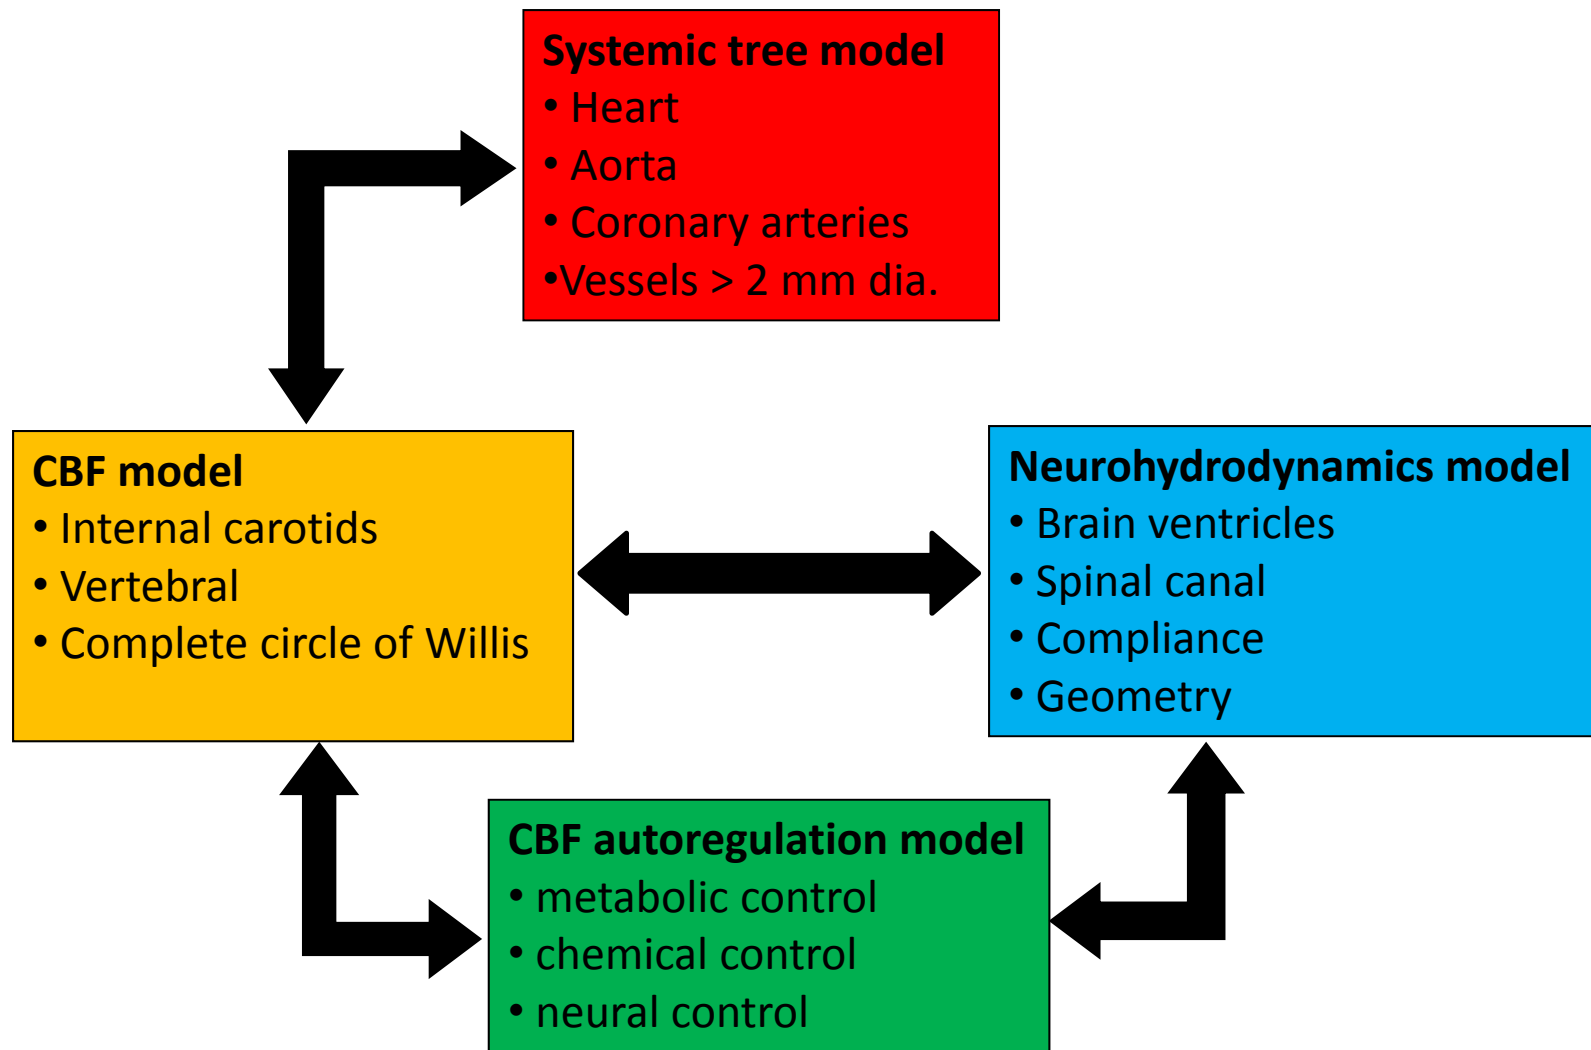 Systemic tree model
• Heart
• Aorta
• Coronary arteries
•Vessels > 2 mm dia.
CBF model
• Internal carotids
• Vertebral
• Complete circle of Willis
Neurohydrodynamics model
• Brain ventricles
• Spinal canal
• Compliance
• Geometry
CBF autoregulation model
• metabolic control
• chemical control
• neural control